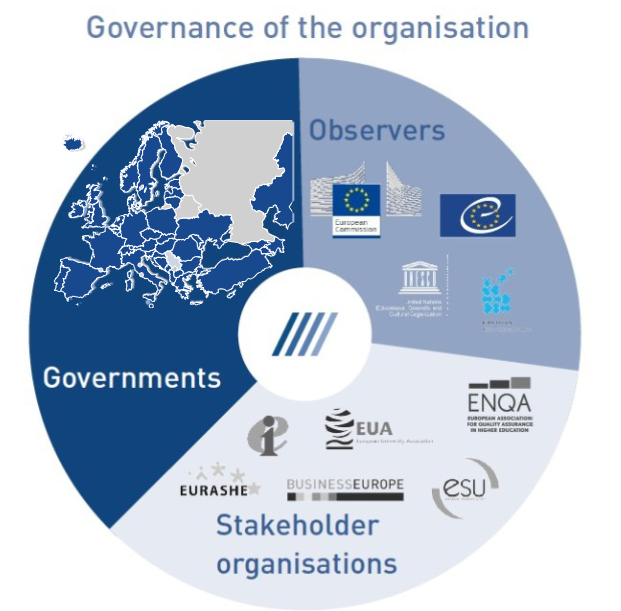 Governance of the organisation
Observers
European
Commission
United Nations
Educational, Scientific and
Cultural Organization
Governments
ENQA
EUROPEAN ASSOCIATION
FOR QUALITY ASSURANCE
IN HIGHER EDUCATION
EUA
European University Association
EURASHE
BUSINESSEUROPE
esu
Stakeholder
organisations